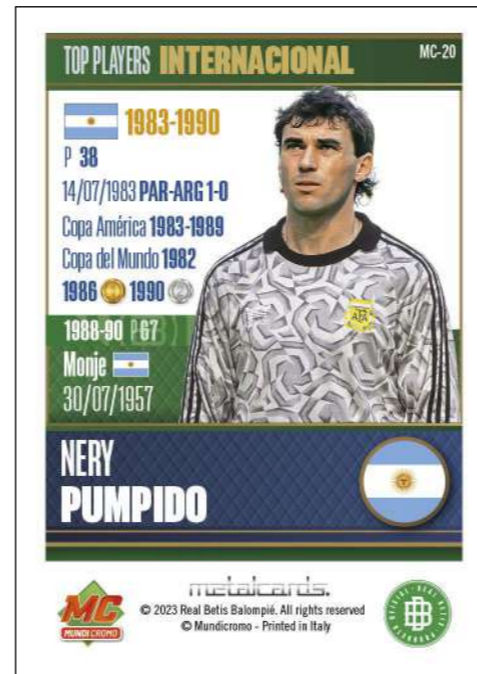 TOP PLAYERS INTERNACIONAL
MC-20
1983-1990
P 38
14/07/1983 PAR-ARG 1-0
Copa América 1983-1989
Copa del Mundo 1982
1986 1990
1988-90 P 67
Monje
30/07/1957
AFA
NERY
PUMPIDO
MC
MUNDICROMO
metalcards.
© 2023 Real Betis Balompié. All rights reserved
© Mundicromo - Printed in Italy